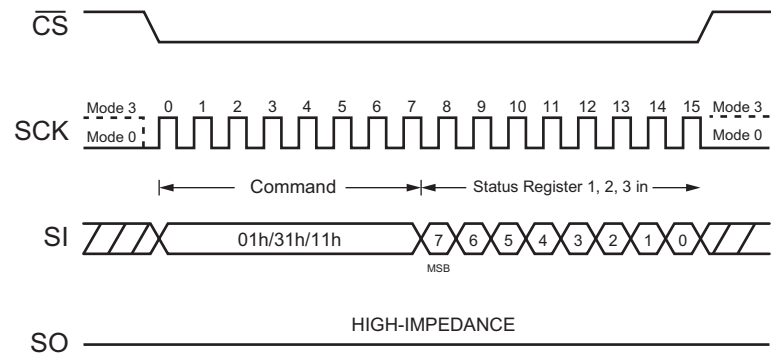 CS
Mode 3 0 1 2 3 4 5 6 7 8 9 10 11 12 13 14 15 Mode 3
SCK
Mode 0 Mode 0
Command Status Register 1, 2, 3 in
SI 01h/31h/11h 7 6 5 4 3 2 1 0
MSB
HIGH-IMPEDANCE
SO